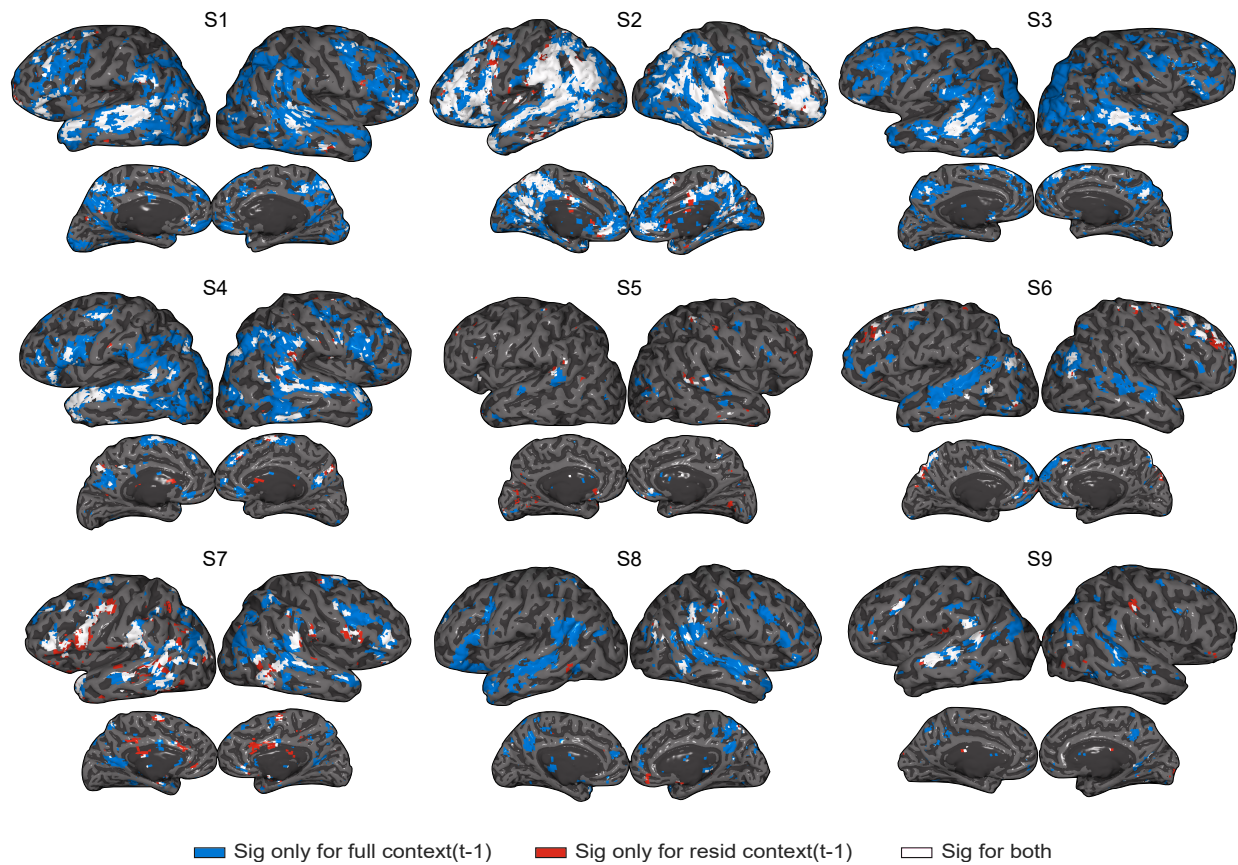 S1 S2 S3
S4 S5 S6
S7 S8 S9
Sig only for full context(t-1) Sig only for resid context(t-1) Sig for both